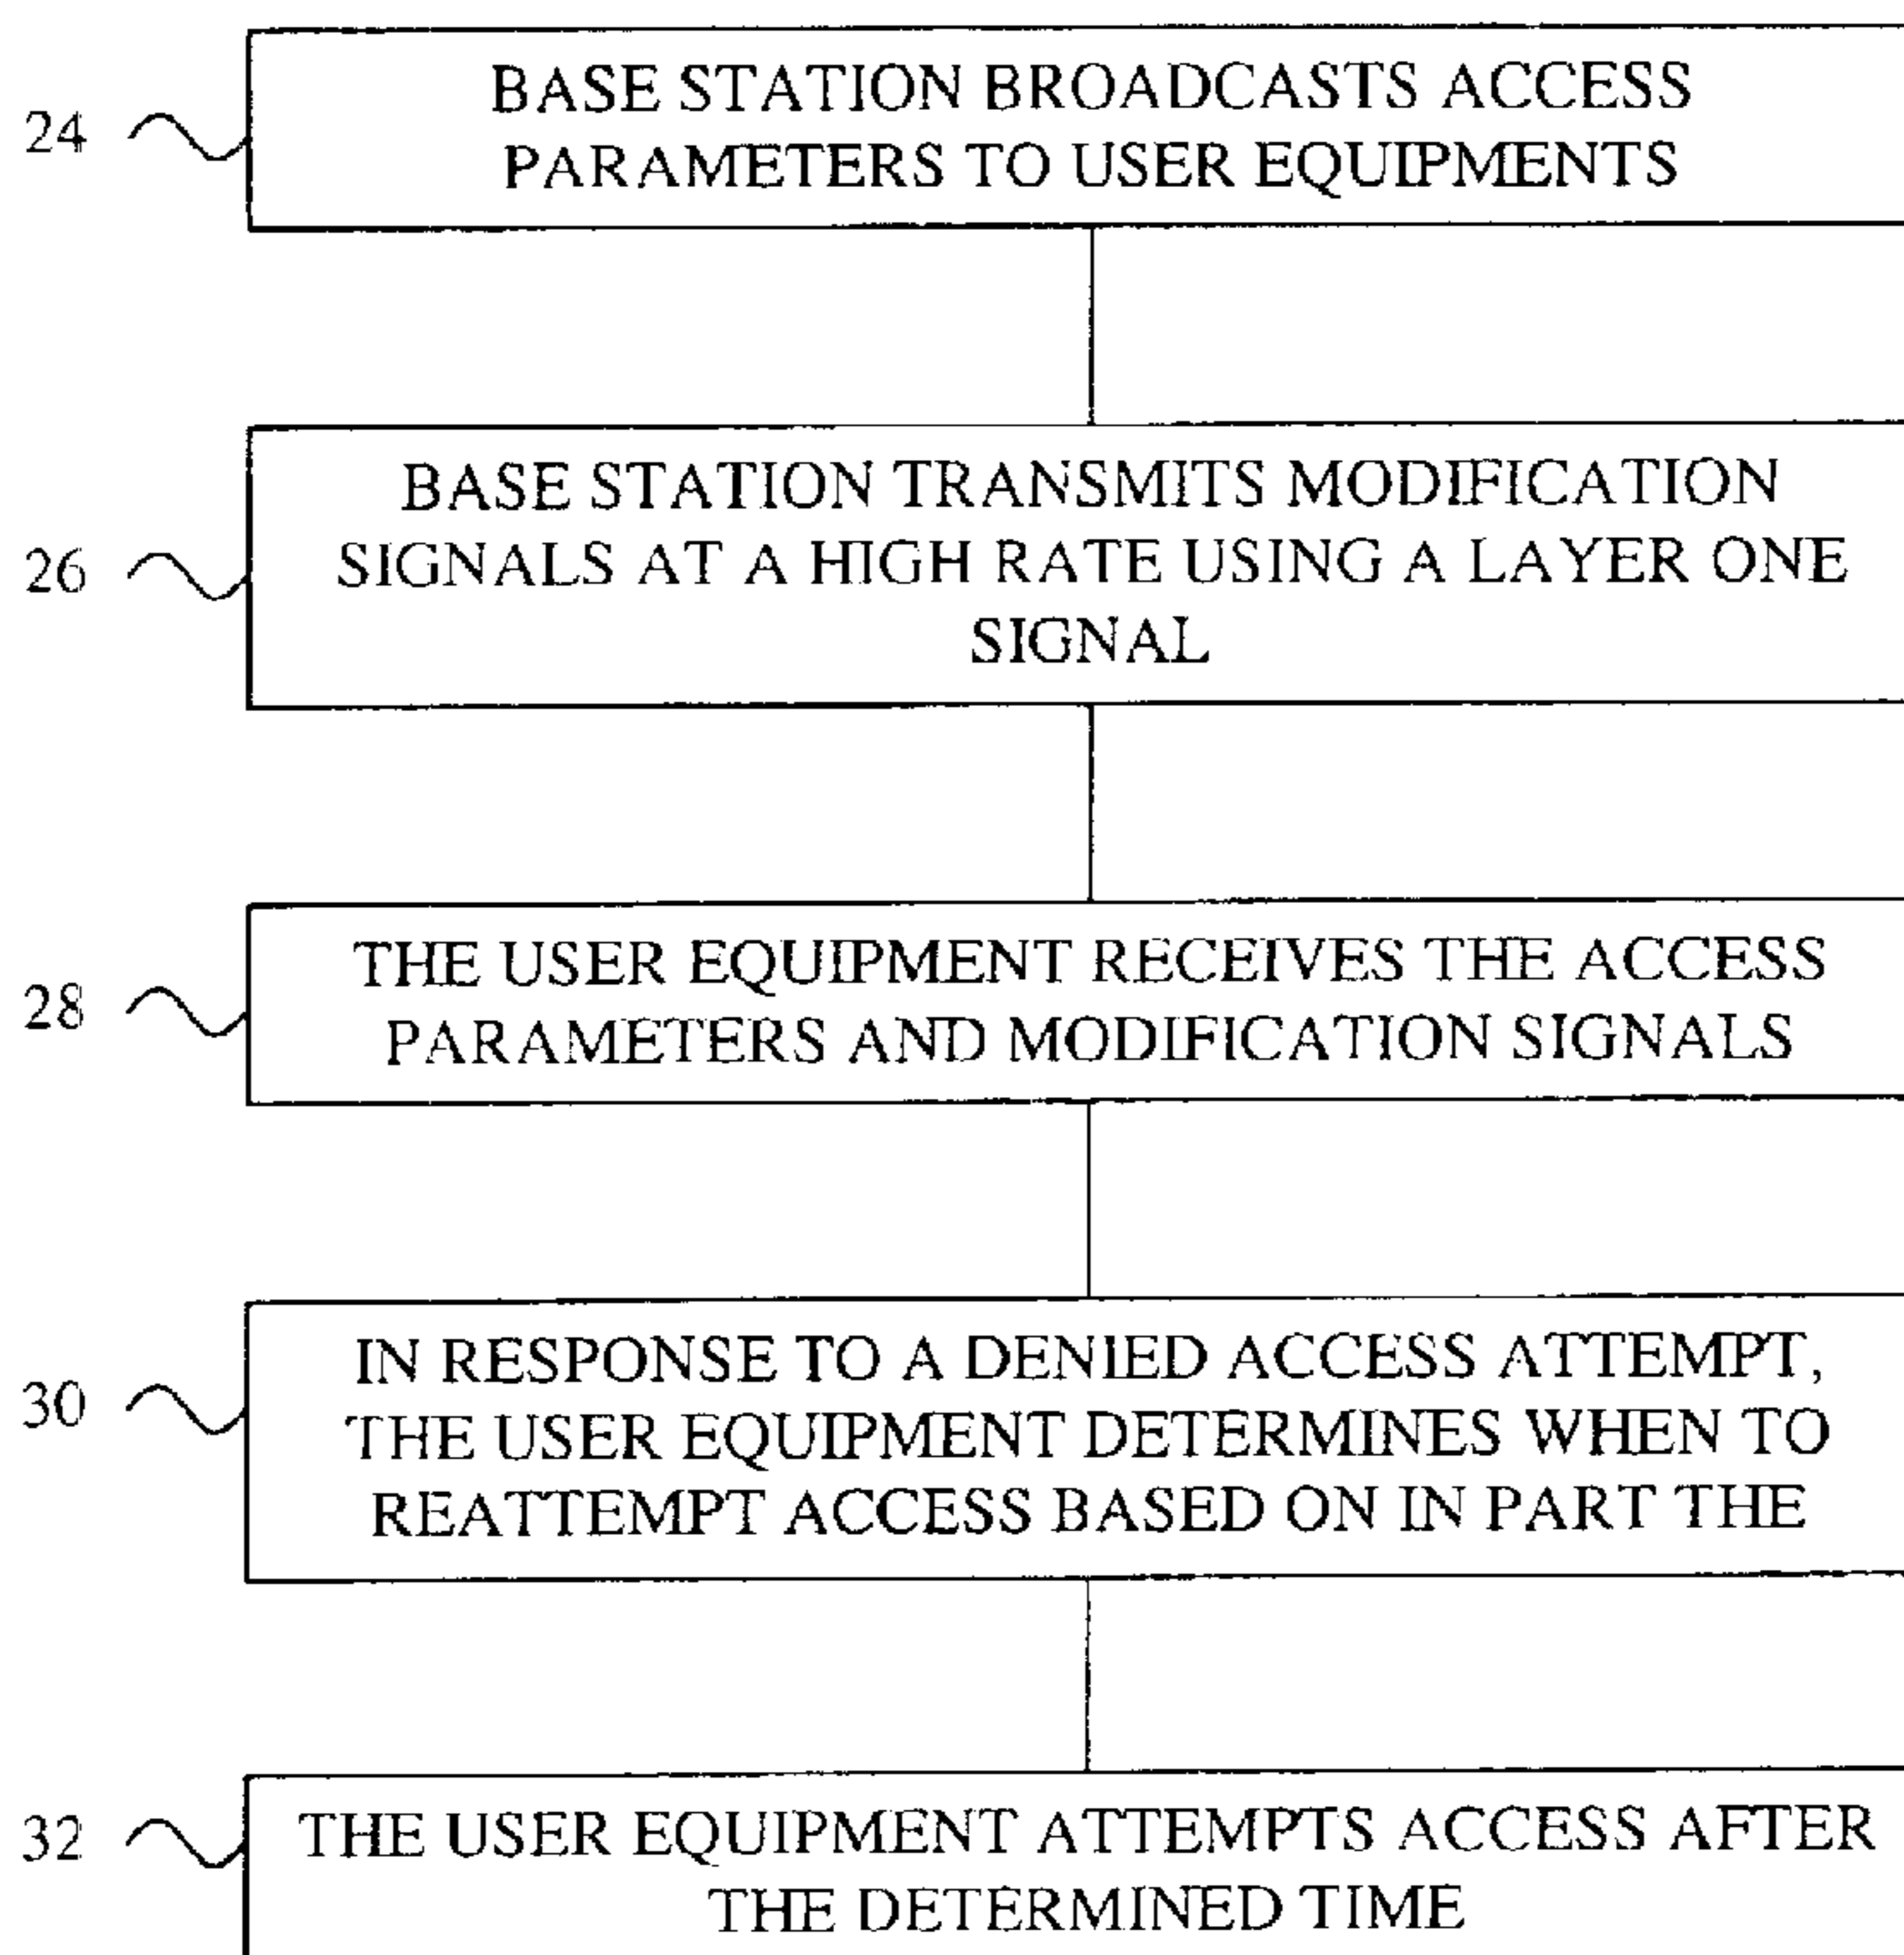 24
BASE STATION BROADCASTS ACCESS
PARAMETERS TO USER EQUIPMENTS
26
BASE STATION TRANSMITS MODIFICATION
SIGNALS AT A HIGH RATE USING A LAYER ONE
SIGNAL
28
THE USER EQUIPMENT RECEIVES THE ACCESS
PARAMETERS AND MODIFICATION SIGNALS
30
IN RESPONSE TO A DENIED ACCESS ATTEMPT,
THE USER EQUIPMENT DETERMINES WHEN TO
REATTEMPT ACCESS BASED ON IN PART THE
32
THE USER EQUIPMENT ATTEMPTS ACCESS AFTER
THE DETERMINED TIME